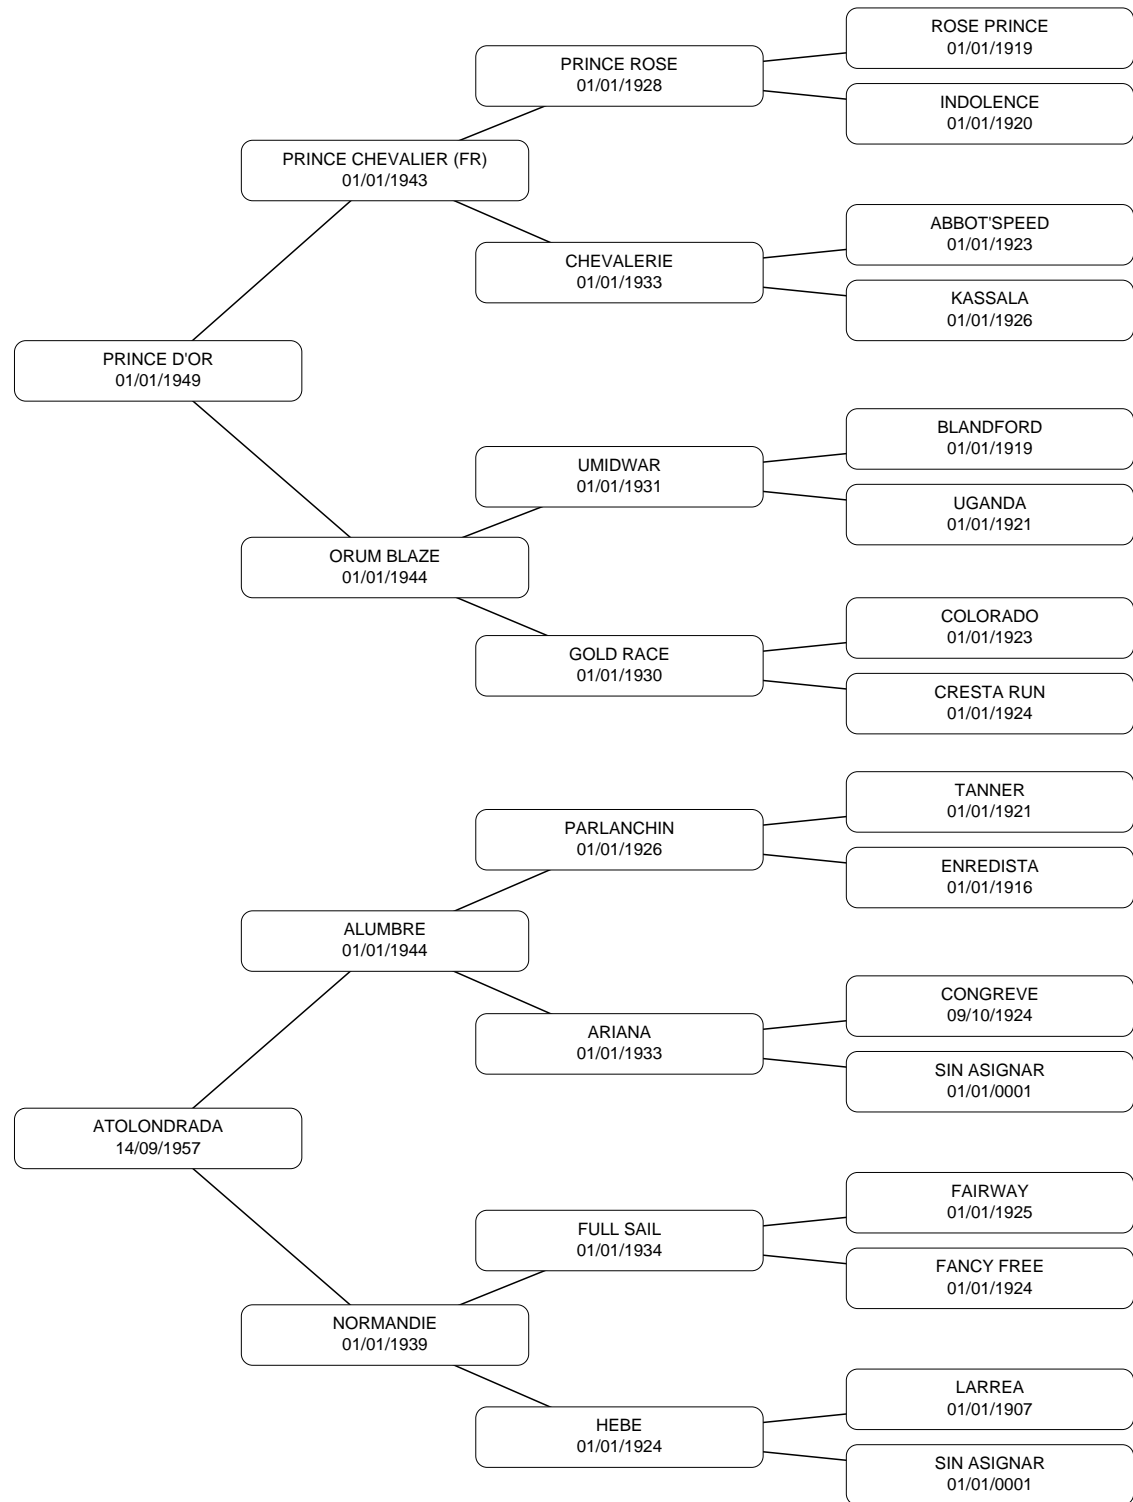 ROSE PRINCE
01/01/1919
PRINCE ROSE
01/01/1928
INDOLENCE
01/01/1920
PRINCE CHEVALIER (FR)
01/01/1943
ABBOT'SPEED
01/01/1923
CHEVALERIE
01/01/1933
KASSALA
01/01/1926
PRINCE D'OR
01/01/1949
BLANDFORD
01/01/1919
UMIDWAR
01/01/1931
UGANDA
01/01/1921
ORUM BLAZE
01/01/1944
COLORADO
01/01/1923
GOLD RACE
01/01/1930
CRESTA RUN
01/01/1924
TANNER
01/01/1921
PARLANCHIN
01/01/1926
ENREDISTA
01/01/1916
ALUMBRE
01/01/1944
CONGREVE
09/10/1924
ARIANA
01/01/1933
SIN ASIGNAR
01/01/0001
ATOLONDRADA
14/09/1957
FAIRWAY
01/01/1925
FULL SAIL
01/01/1934
FANCY FREE
01/01/1924
NORMANDIE
01/01/1939
LARREA
01/01/1907
HEBE
01/01/1924
SIN ASIGNAR
01/01/0001